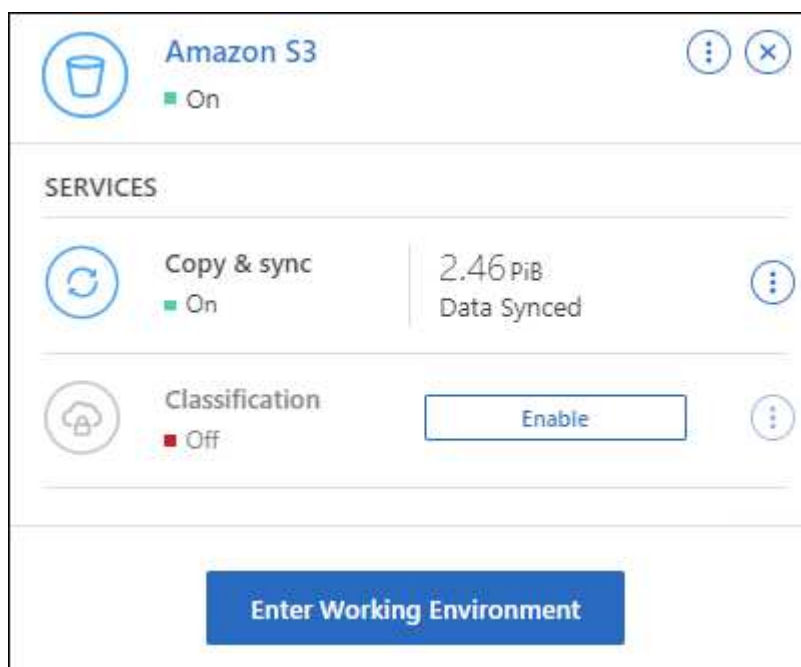 Amazon S3
On
SERVICES
Copy & sync
On
2.46 PiB
Data Synced
Classification
Off
Enable
Enter Working Environment